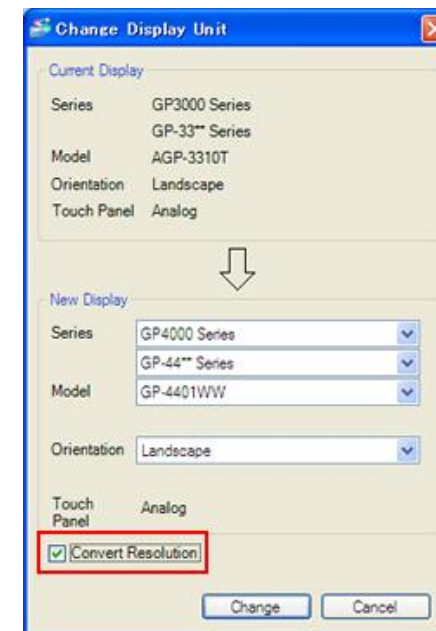 Change Display Unit
Current Display
Series GP3000 Series
GP-33** Series
Model AGP-3310T
Orientation Landscape
Touch Panel Analog
New Display
Series GP4000 Series
GP-44** Series
Model GP-4401WW
Orientation Landscape
Touch Panel Analog
Convert Resolution
Change Cancel